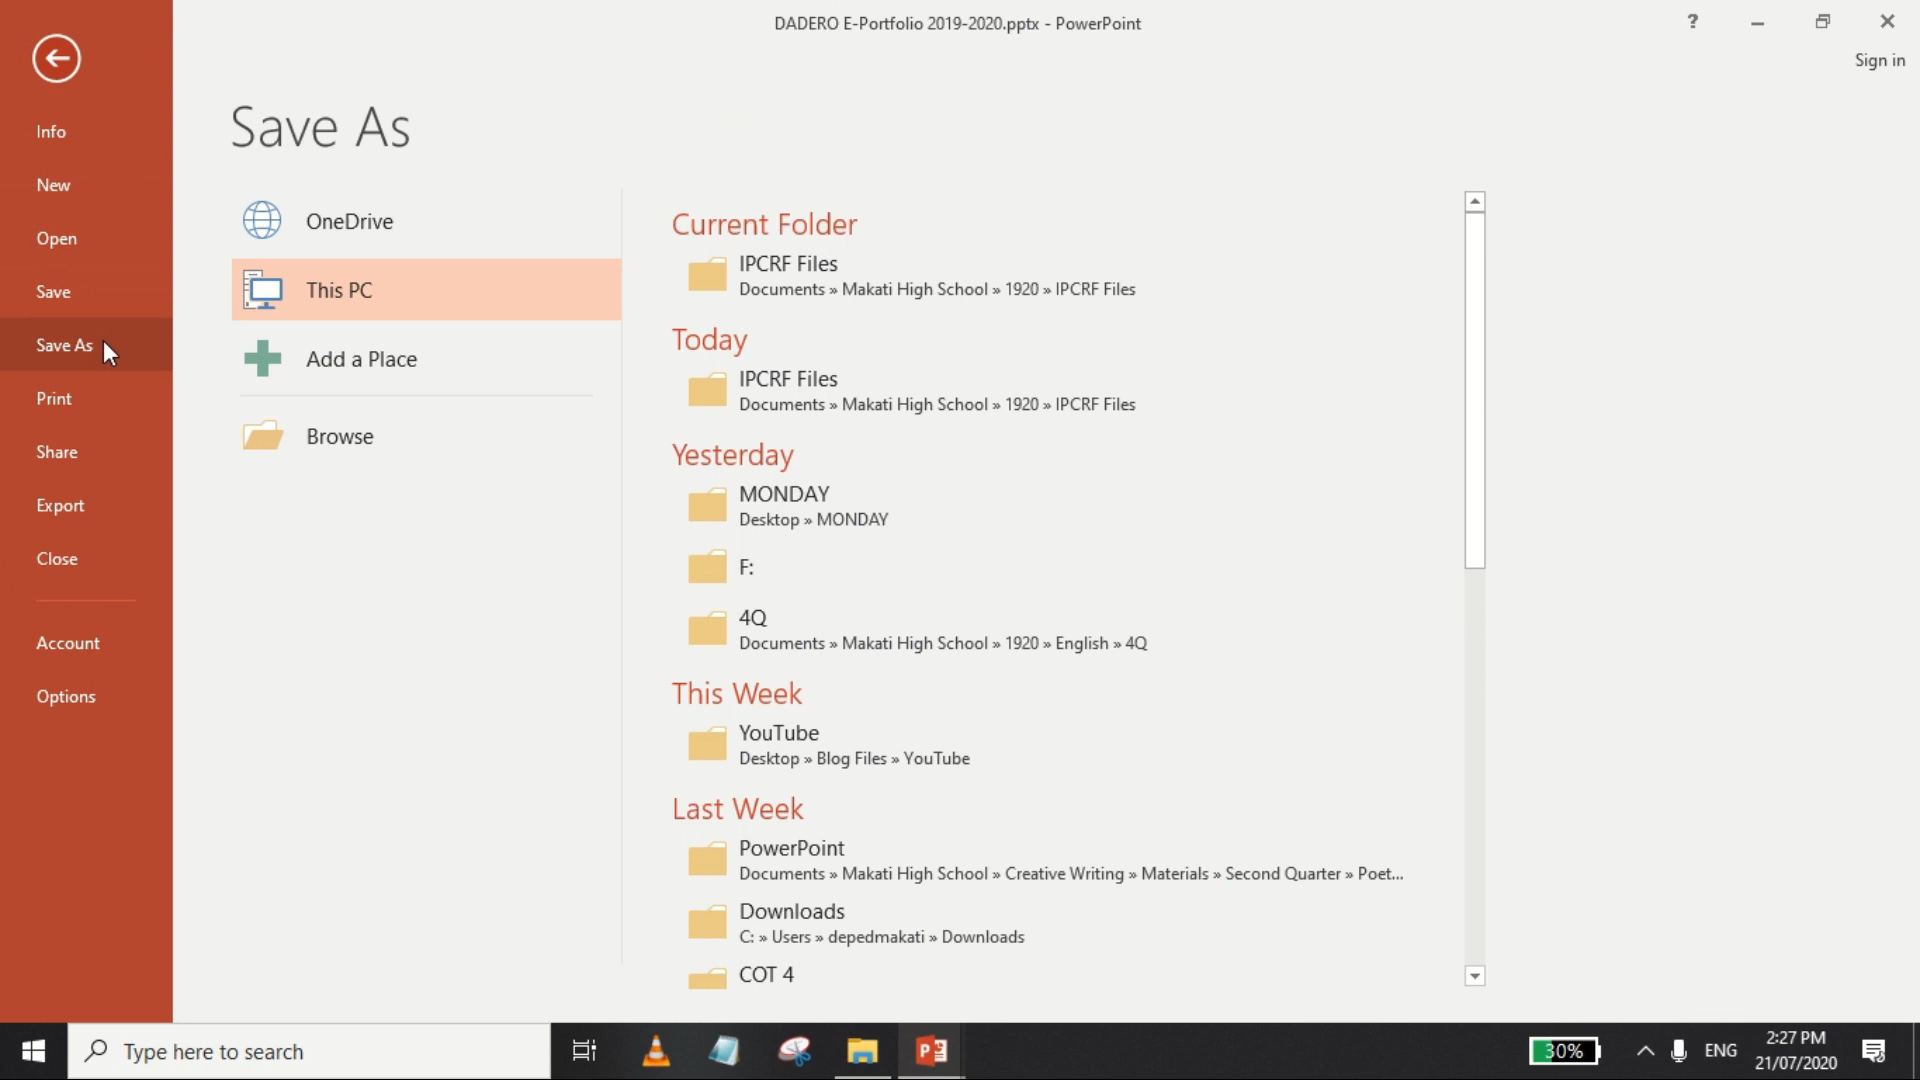 DADERO E-Portfolio 2019-2020.pptx - PowerPoint
?
Sign in
Info
New
Open
Save
Save As
Print
Share
Export
Close
Account
Options
Save As
OneDrive
This PC
Add a Place
Browse
Current Folder
IPCRF Files
Documents » Makati High School » 1920 » IPCRF Files
Today
IPCRF Files
Documents » Makati High School » 1920 » IPCRF Files
Yesterday
MONDAY
Desktop » MONDAY
F:
4Q
Documents » Makati High School » 1920 » English » 4Q
This Week
YouTube
Desktop » Blog Files » YouTube
Last Week
PowerPoint
Documents » Makati High School » Creative Writing » Materials » Second Quarter » Poet...
Downloads
C: » Users » depedmakati » Downloads
COT 4
Type here to search
30%
ENG
2:27 PM
21/07/2020